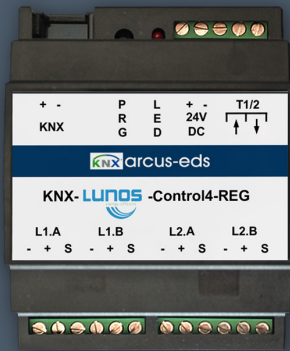 + - P L + - T1/2
KNX R E 24V
G D DC
KNX arcus-eds
KNX- LUNOS -Control4-REG
L1.A L1.B L2.A L2.B
- + S - + S - + S - + S